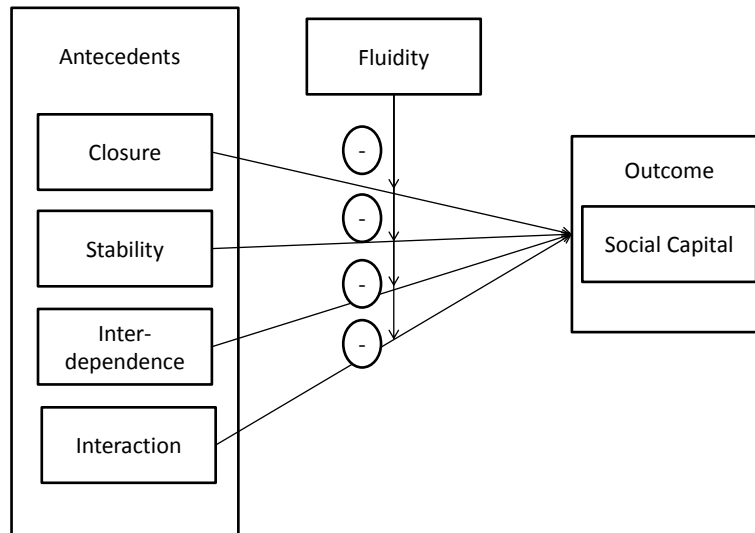 Antecedents
Closure
Stability
Inter-
dependence
Interaction
Fluidity
-
-
-
-
Outcome
Social Capital